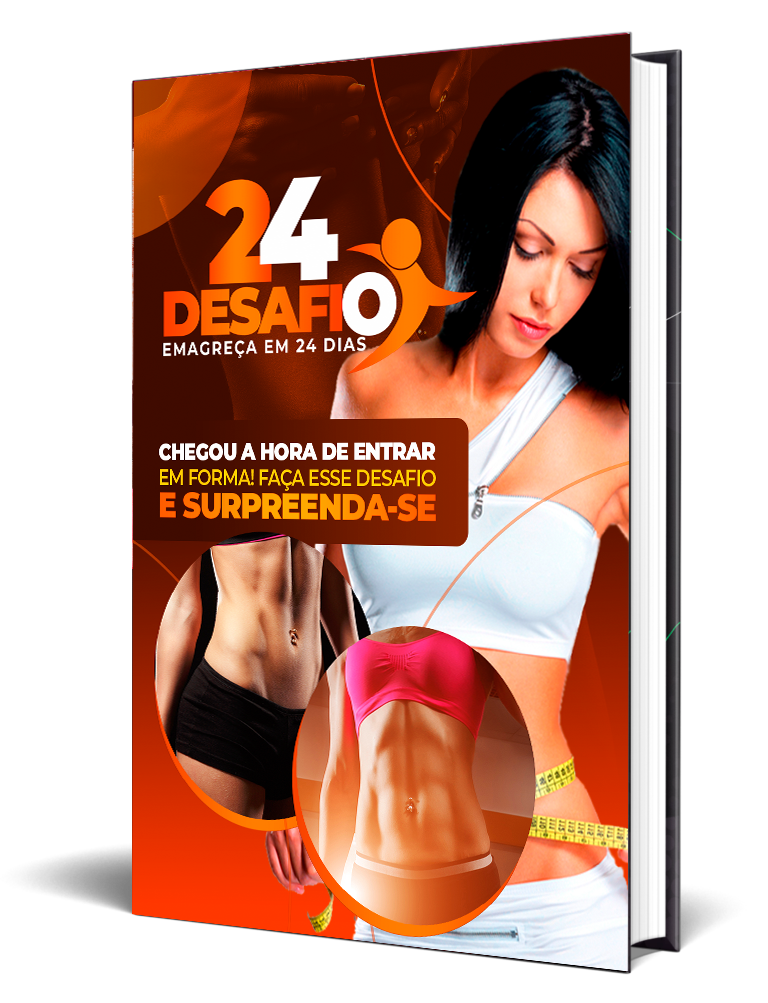 24
DESAFIO
EMAGREÇA EM 24 DIAS
CHEGOU A HORA DE ENTRAR
EM FORMA! FAÇA ESSE DESAFIO
E SURPREENDA-SE